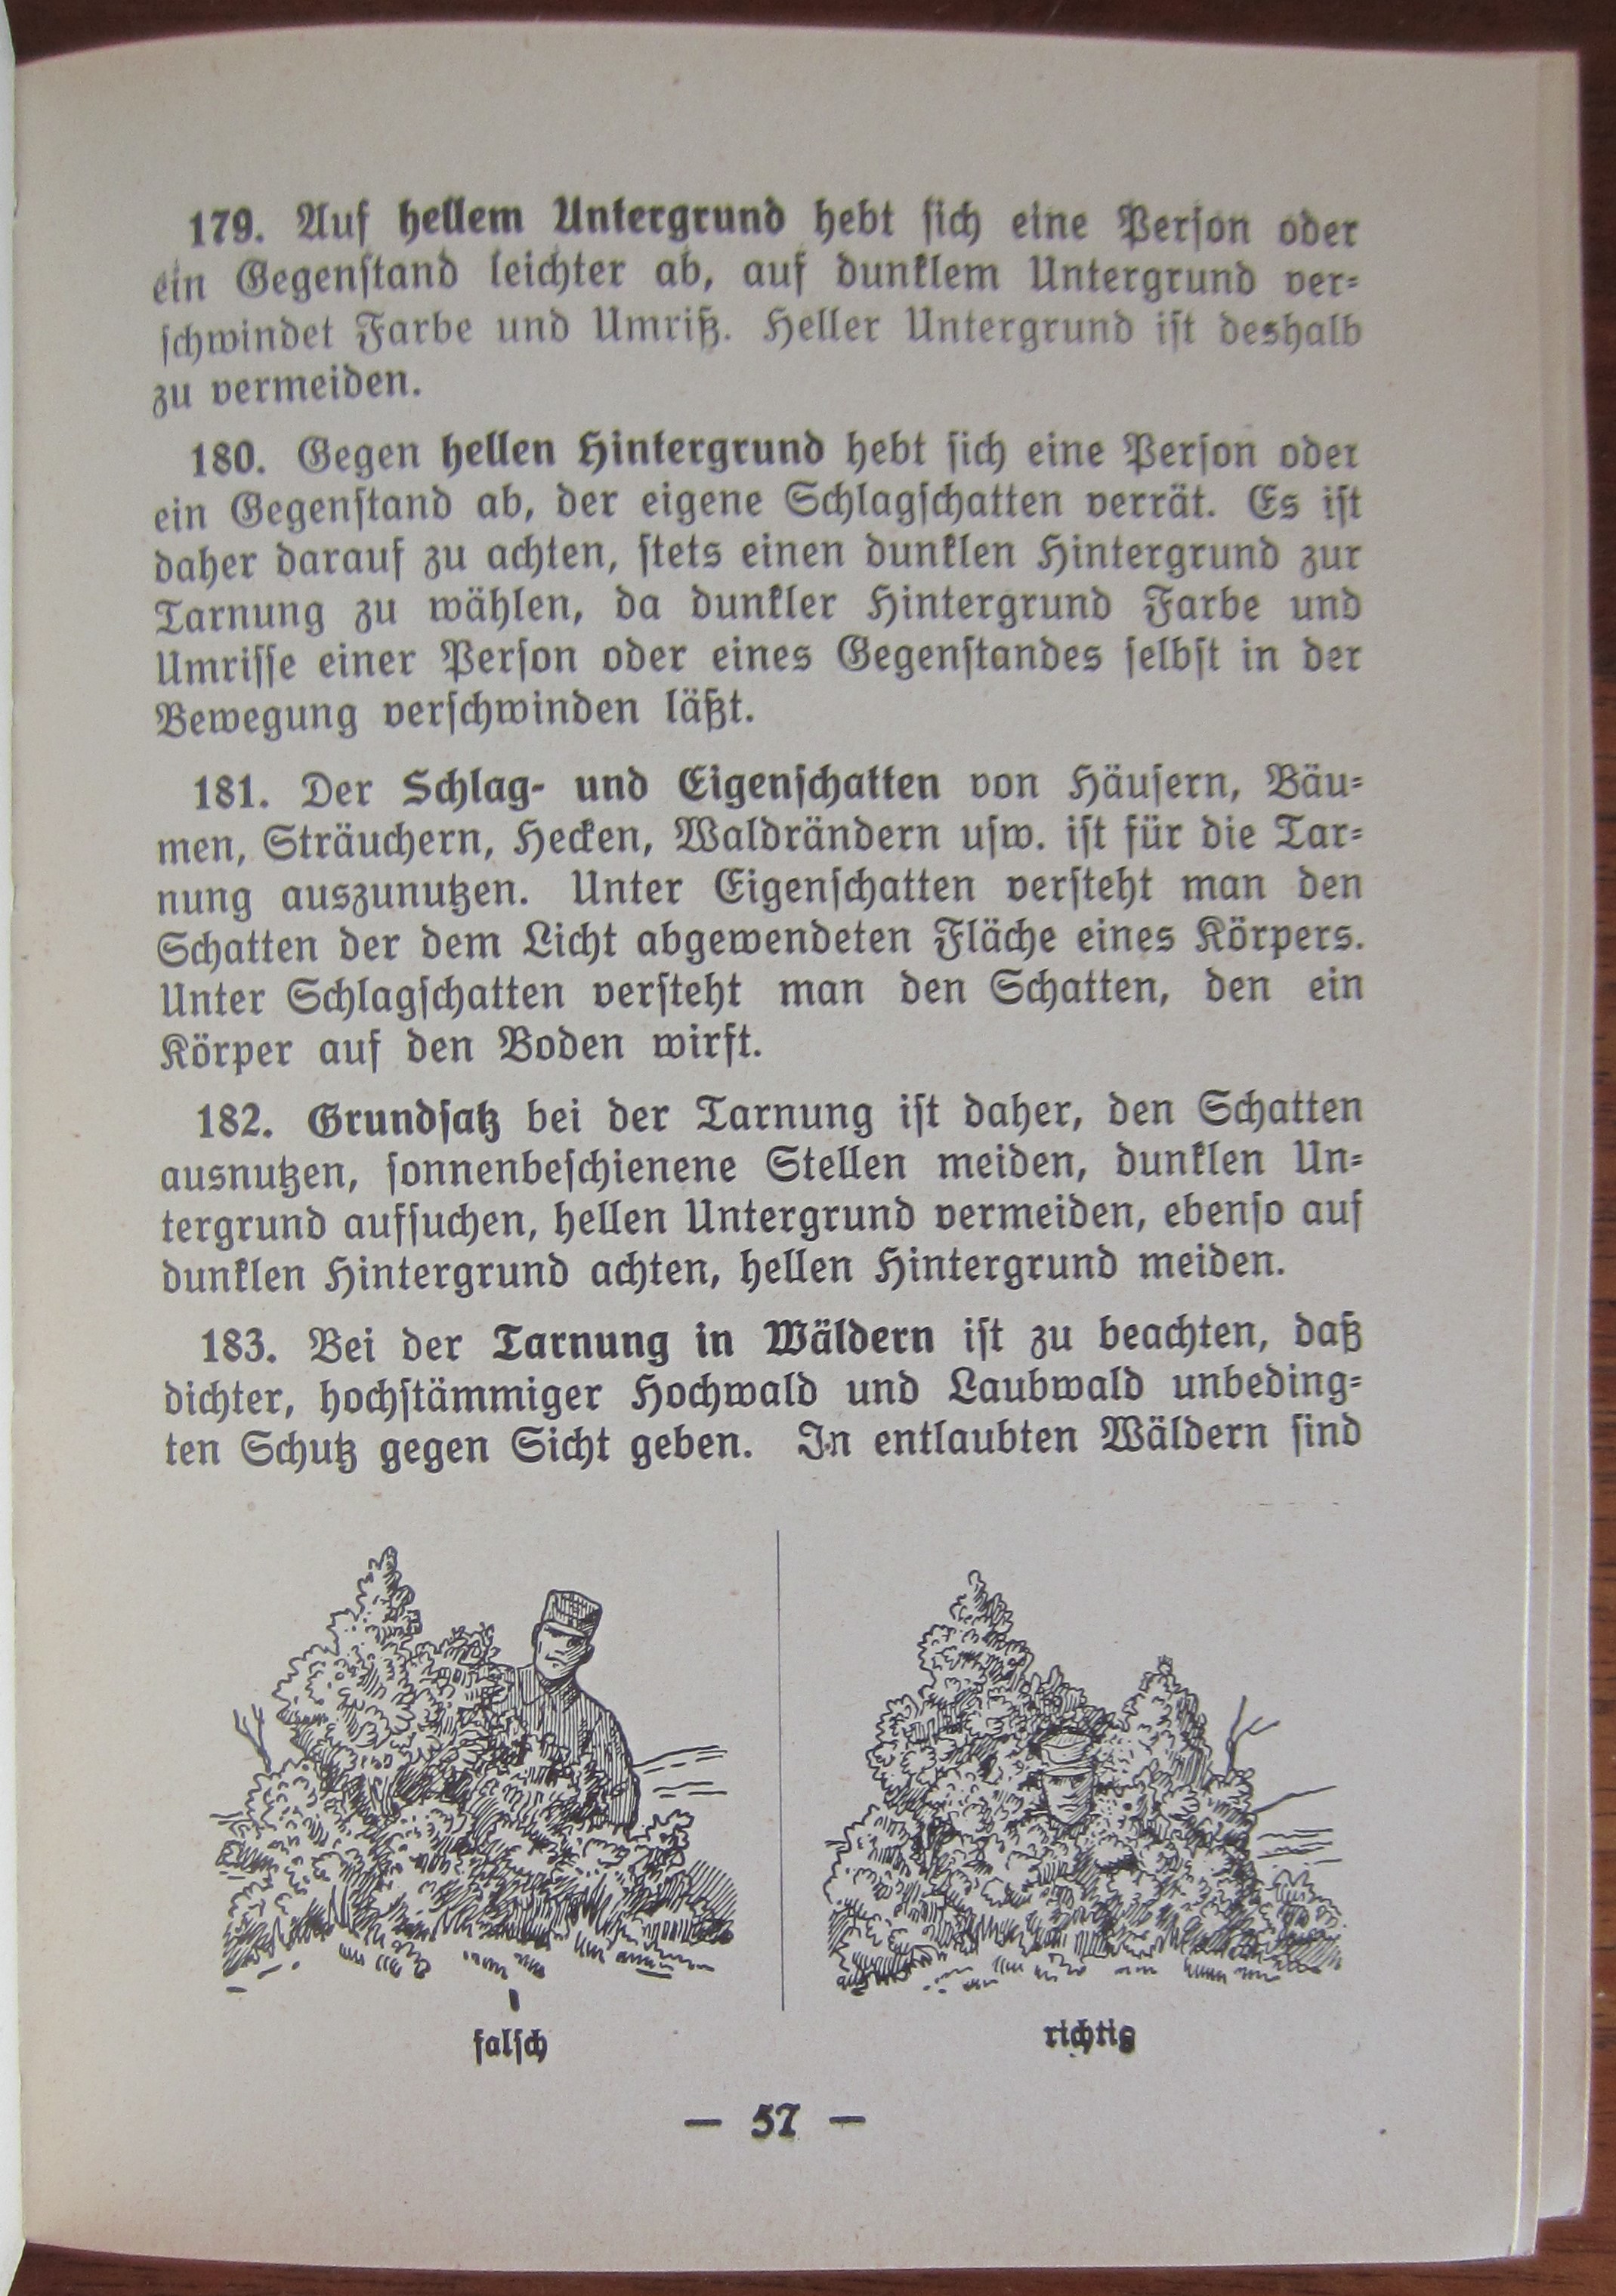 179. Auf hellem Untergrund hebt sich eine Person oder
ein Gegenstand leichter ab, auf dunklem Untergrund ver-
schwindet Farbe und Umriß. Heller Untergrund ist deshalb
zu vermeiden.
180. Gegen hellen Hintergrund hebt sich eine Person oder
ein Gegenstand ab, der eigene Schlagschatten verrät. Es ist
daher darauf zu achten, stets einen dunklen Hintergrund zur
Tarnung zu wählen, da dunkler Hintergrund Farbe und
Umrisse einer Person oder eines Gegenstandes selbst in der
Bewegung verschwinden läßt.
181. Der Schlag- und Eigenschatten von Häusern, Bäu-
men, Sträuchern, Hecken, Waldrändern usw. ist für die Tar-
nung auszunutzen. Unter Eigenschatten versteht man den
Schatten der dem Licht abgewendeten Fläche eines Körpers.
Unter Schlagschatten versteht man den Schatten, den ein
Körper auf den Boden wirft.
182. Grundsatz bei der Tarnung ist daher, den Schatten
ausnutzen, sonnenbeschienene Stellen meiden, dunklen Un-
tergrund aufsuchen, hellen Untergrund vermeiden, ebenso auf
dunklen Hintergrund achten, hellen Hintergrund meiden.
183. Bei der Tarnung in Wäldern ist zu beachten, daß
dichter, hochstämmiger Hochwald und Laubwald unbeding-
ten Schutz gegen Sicht geben. In entlaubten Wäldern sind
falsch
richtig
— 57 —